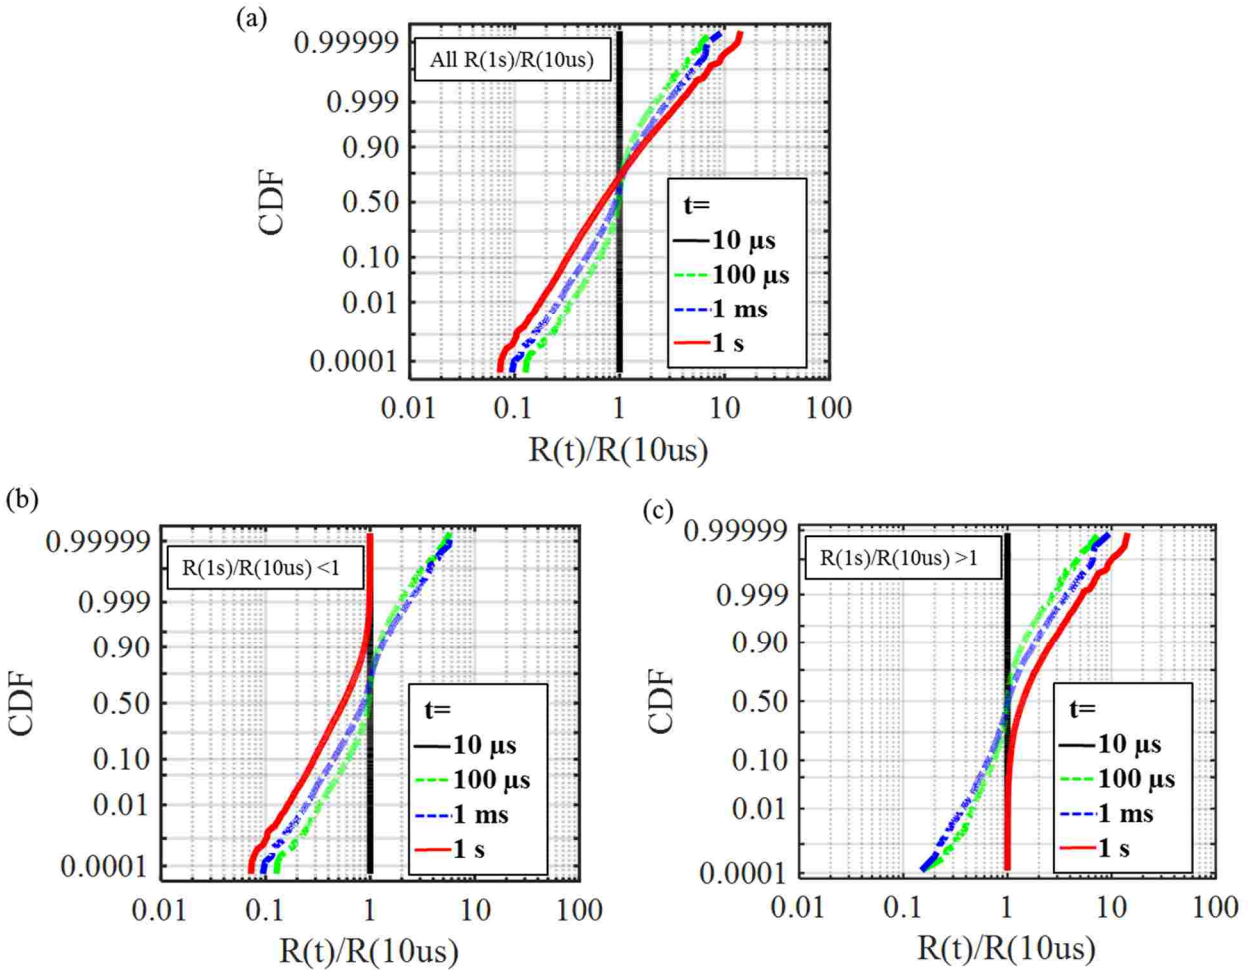 (a)
0.99999
0.999
0.90
0.50
0.10
0.01
0.0001
CDF
All R(1s)/R(10us)
t=
10 µs
100 µs
1 ms
1 s
0.01 0.1 1 10 100
R(t)/R(10us)
(b)
0.99999
0.999
0.90
0.50
0.10
0.01
0.0001
CDF
R(1s)/R(10us) <1
t=
10 µs
100 µs
1 ms
1 s
0.01 0.1 1 10 100
R(t)/R(10us)
(c)
0.99999
0.999
0.90
0.50
0.10
0.01
0.0001
CDF
R(1s)/R(10us) >1
t=
10 µs
100 µs
1 ms
1 s
0.01 0.1 1 10 100
R(t)/R(10us)